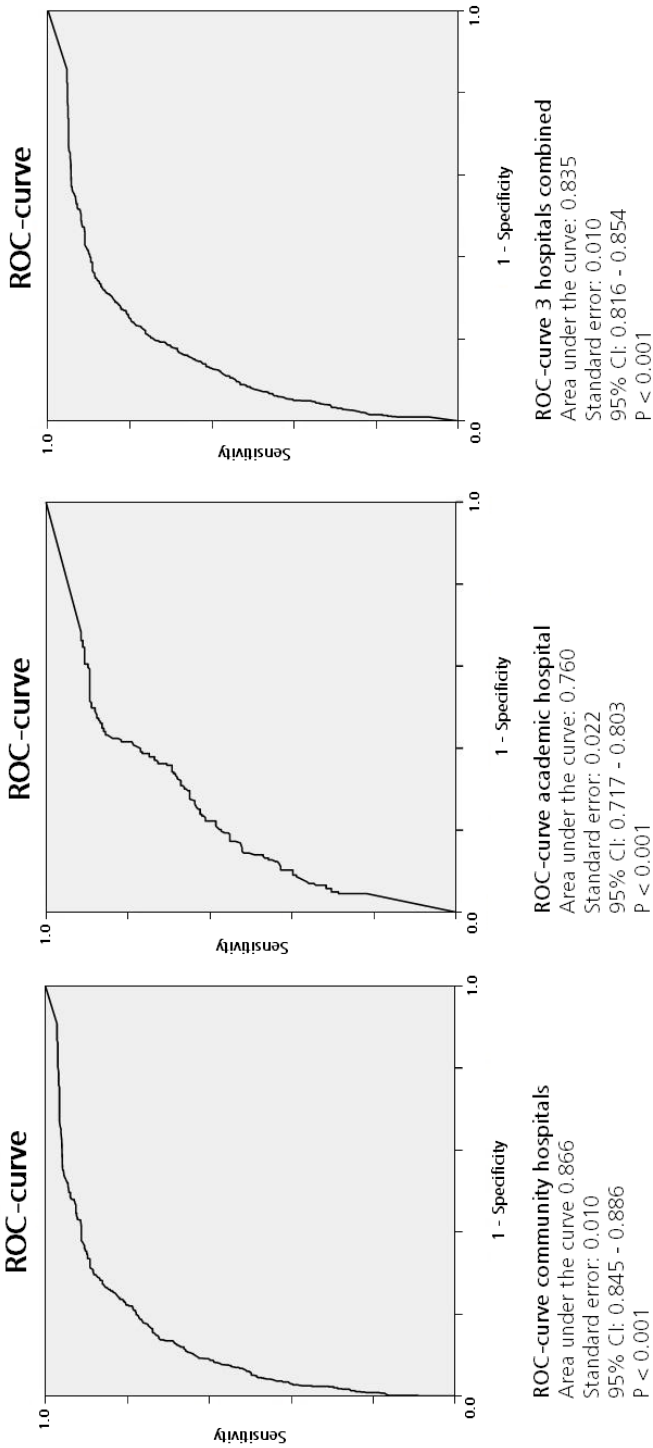 ROC-curve
1.0
Sensitivity
0.0
1.0
1 - Specificity
ROC-curve community hospitals
Area under the curve 0.866
Standard error: 0.010
95% CI: 0.845 - 0.886
P < 0.001
ROC-curve
1.0
Sensitivity
0.0
1.0
1 - Specificity
ROC-curve academic hospital
Area under the curve: 0.760
Standard error: 0.022
95% CI: 0.717 - 0.803
P < 0.001
ROC-curve
1.0
Sensitivity
0.0
1.0
1 - Specificity
ROC-curve 3 hospitals combined
Area under the curve: 0.835
Standard error: 0.010
95% CI: 0.816 - 0.854
P < 0.001